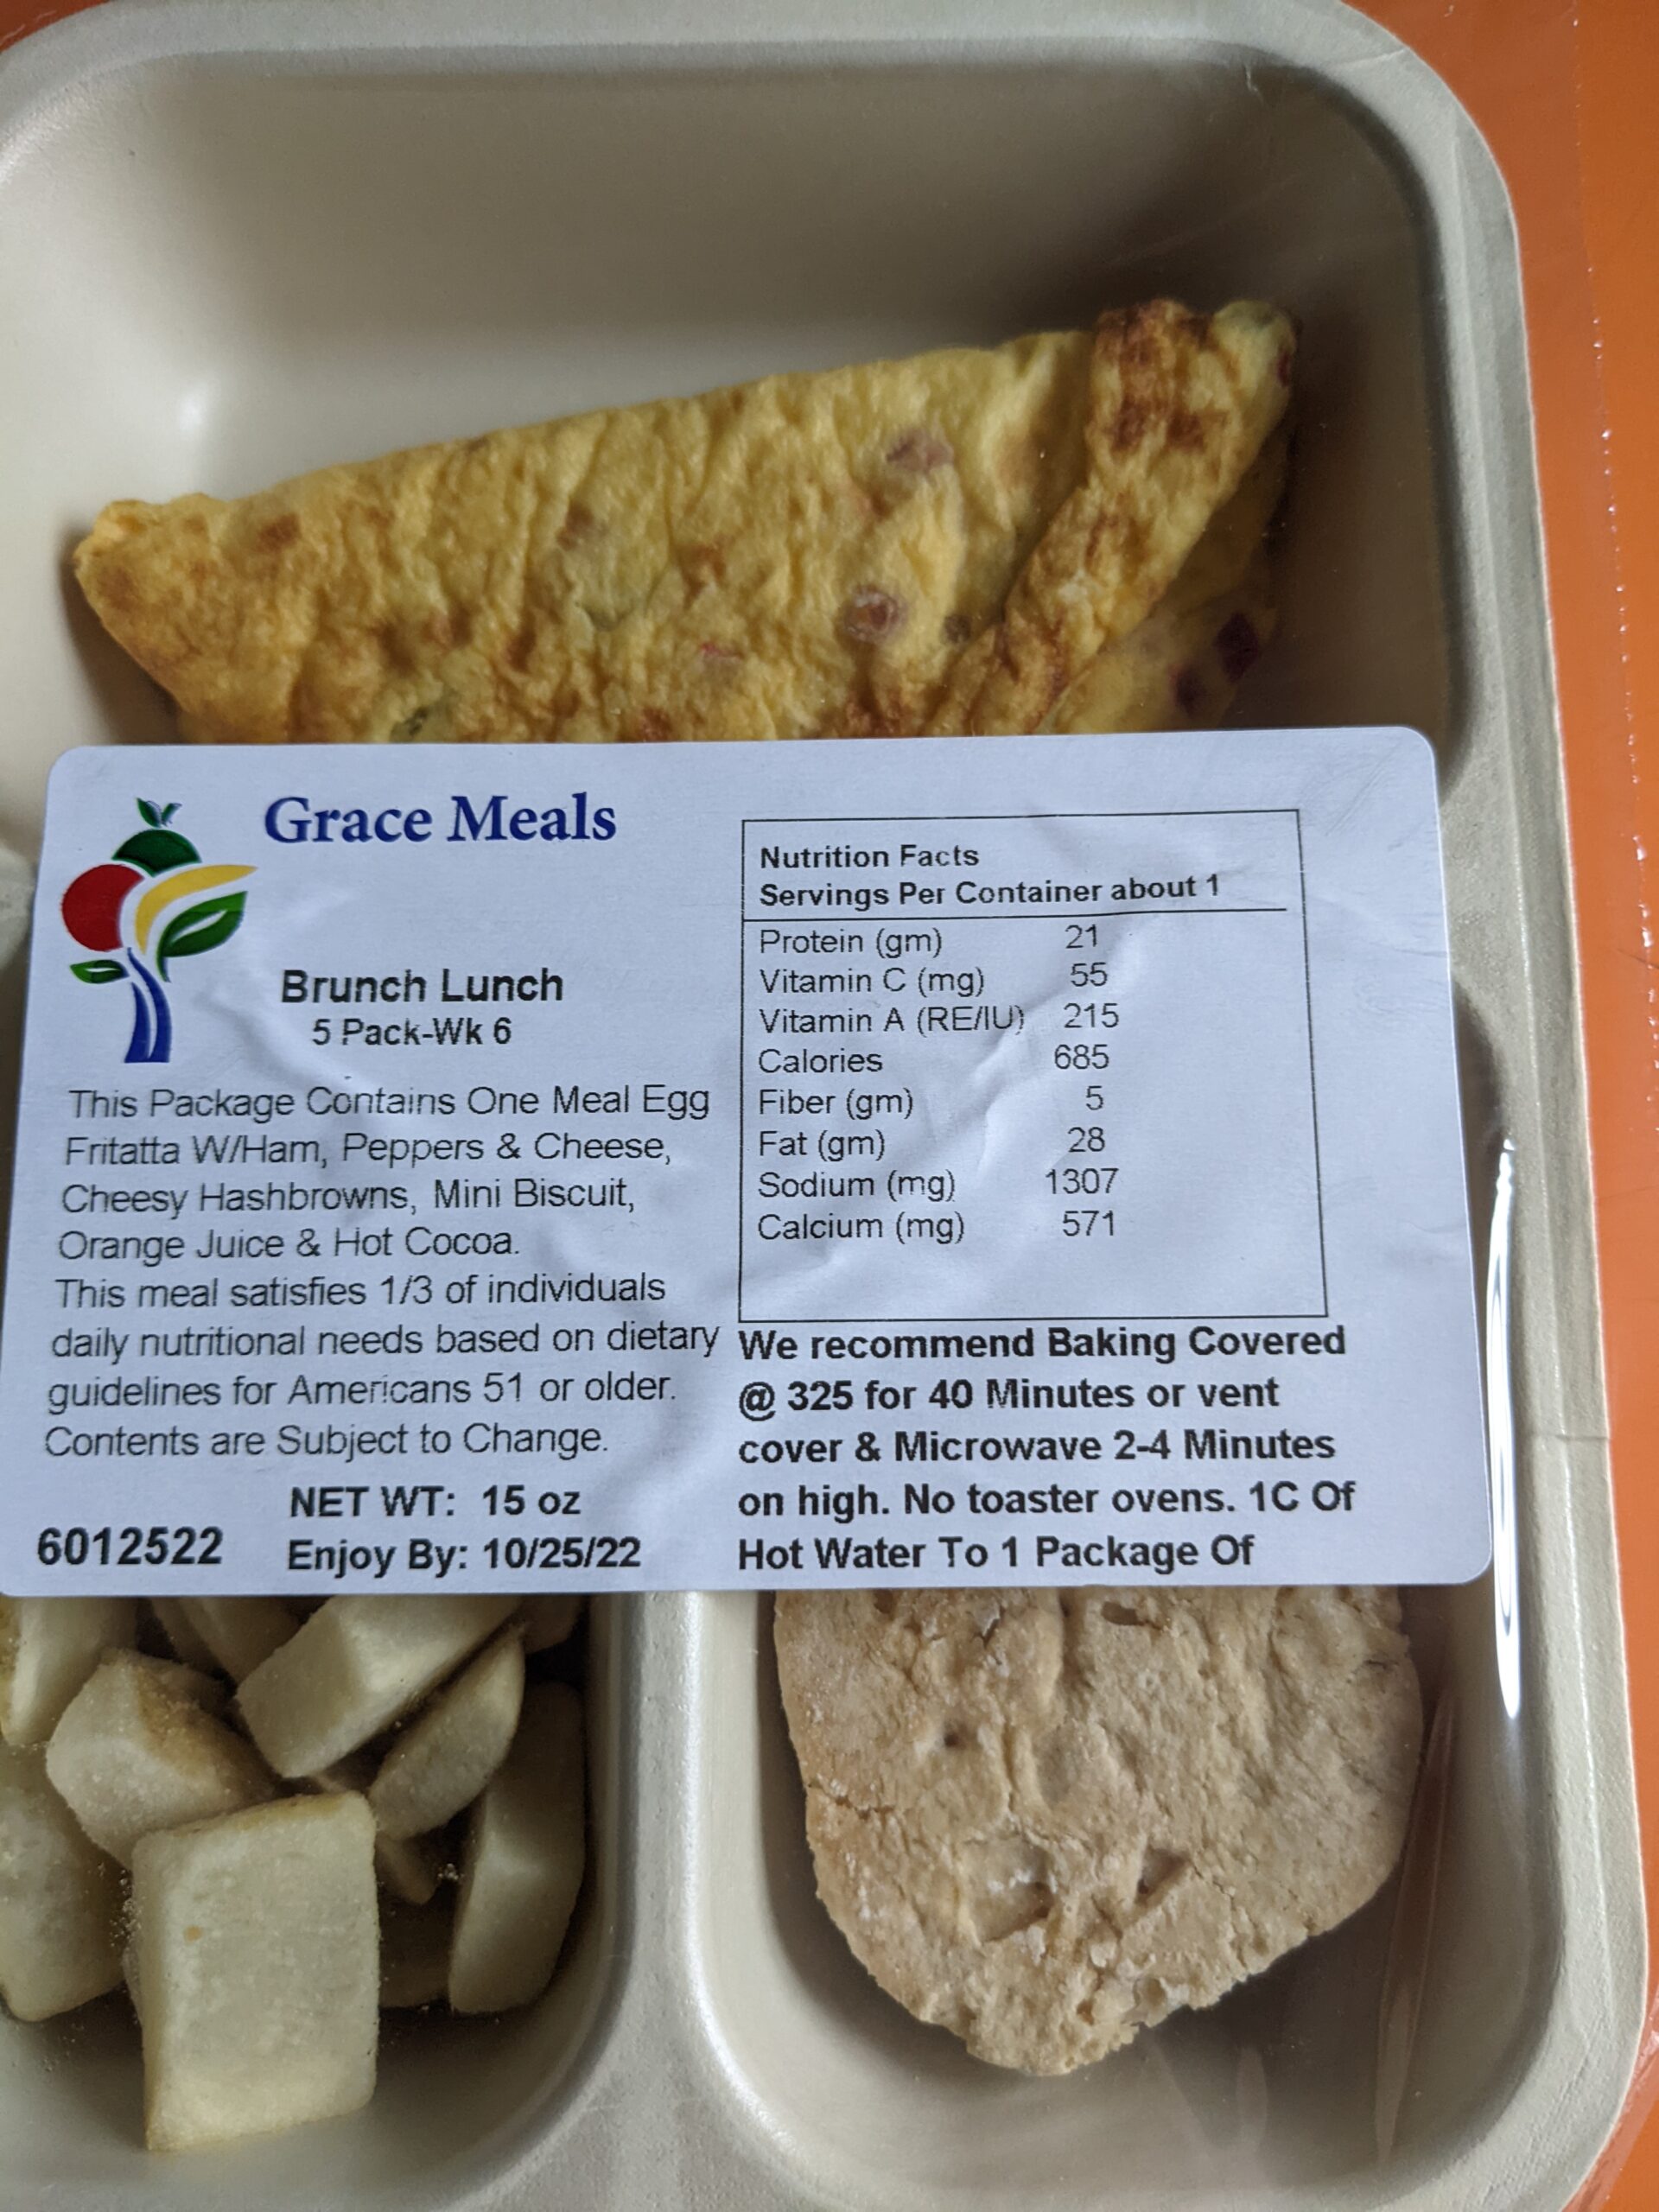 Grace Meals
Brunch Lunch
5 Pack-Wk 6
This Package Contains One Meal Egg
Fritatta W/Ham, Peppers & Cheese,
Cheesy Hashbrowns, Mini Biscuit,
Orange Juice & Hot Cocoa.
This meal satisfies 1/3 of individuals
daily nutritional needs based on dietary
guidelines for Americans 51 or older.
Contents are Subject to Change.
NET WT: 15 oz
6012522
Enjoy By: 10/25/22
Nutrition Facts
Servings Per Container about 1
Protein (gm) 21
Vitamin C (mg) 55
Vitamin A (RE/IU) 215
Calories 685
Fiber (gm) 5
Fat (gm) 28
Sodium (mg) 1307
Calcium (mg) 571
We recommend Baking Covered
@ 325 for 40 Minutes or vent
cover & Microwave 2-4 Minutes
on high. No toaster ovens. 1C Of
Hot Water To 1 Package Of